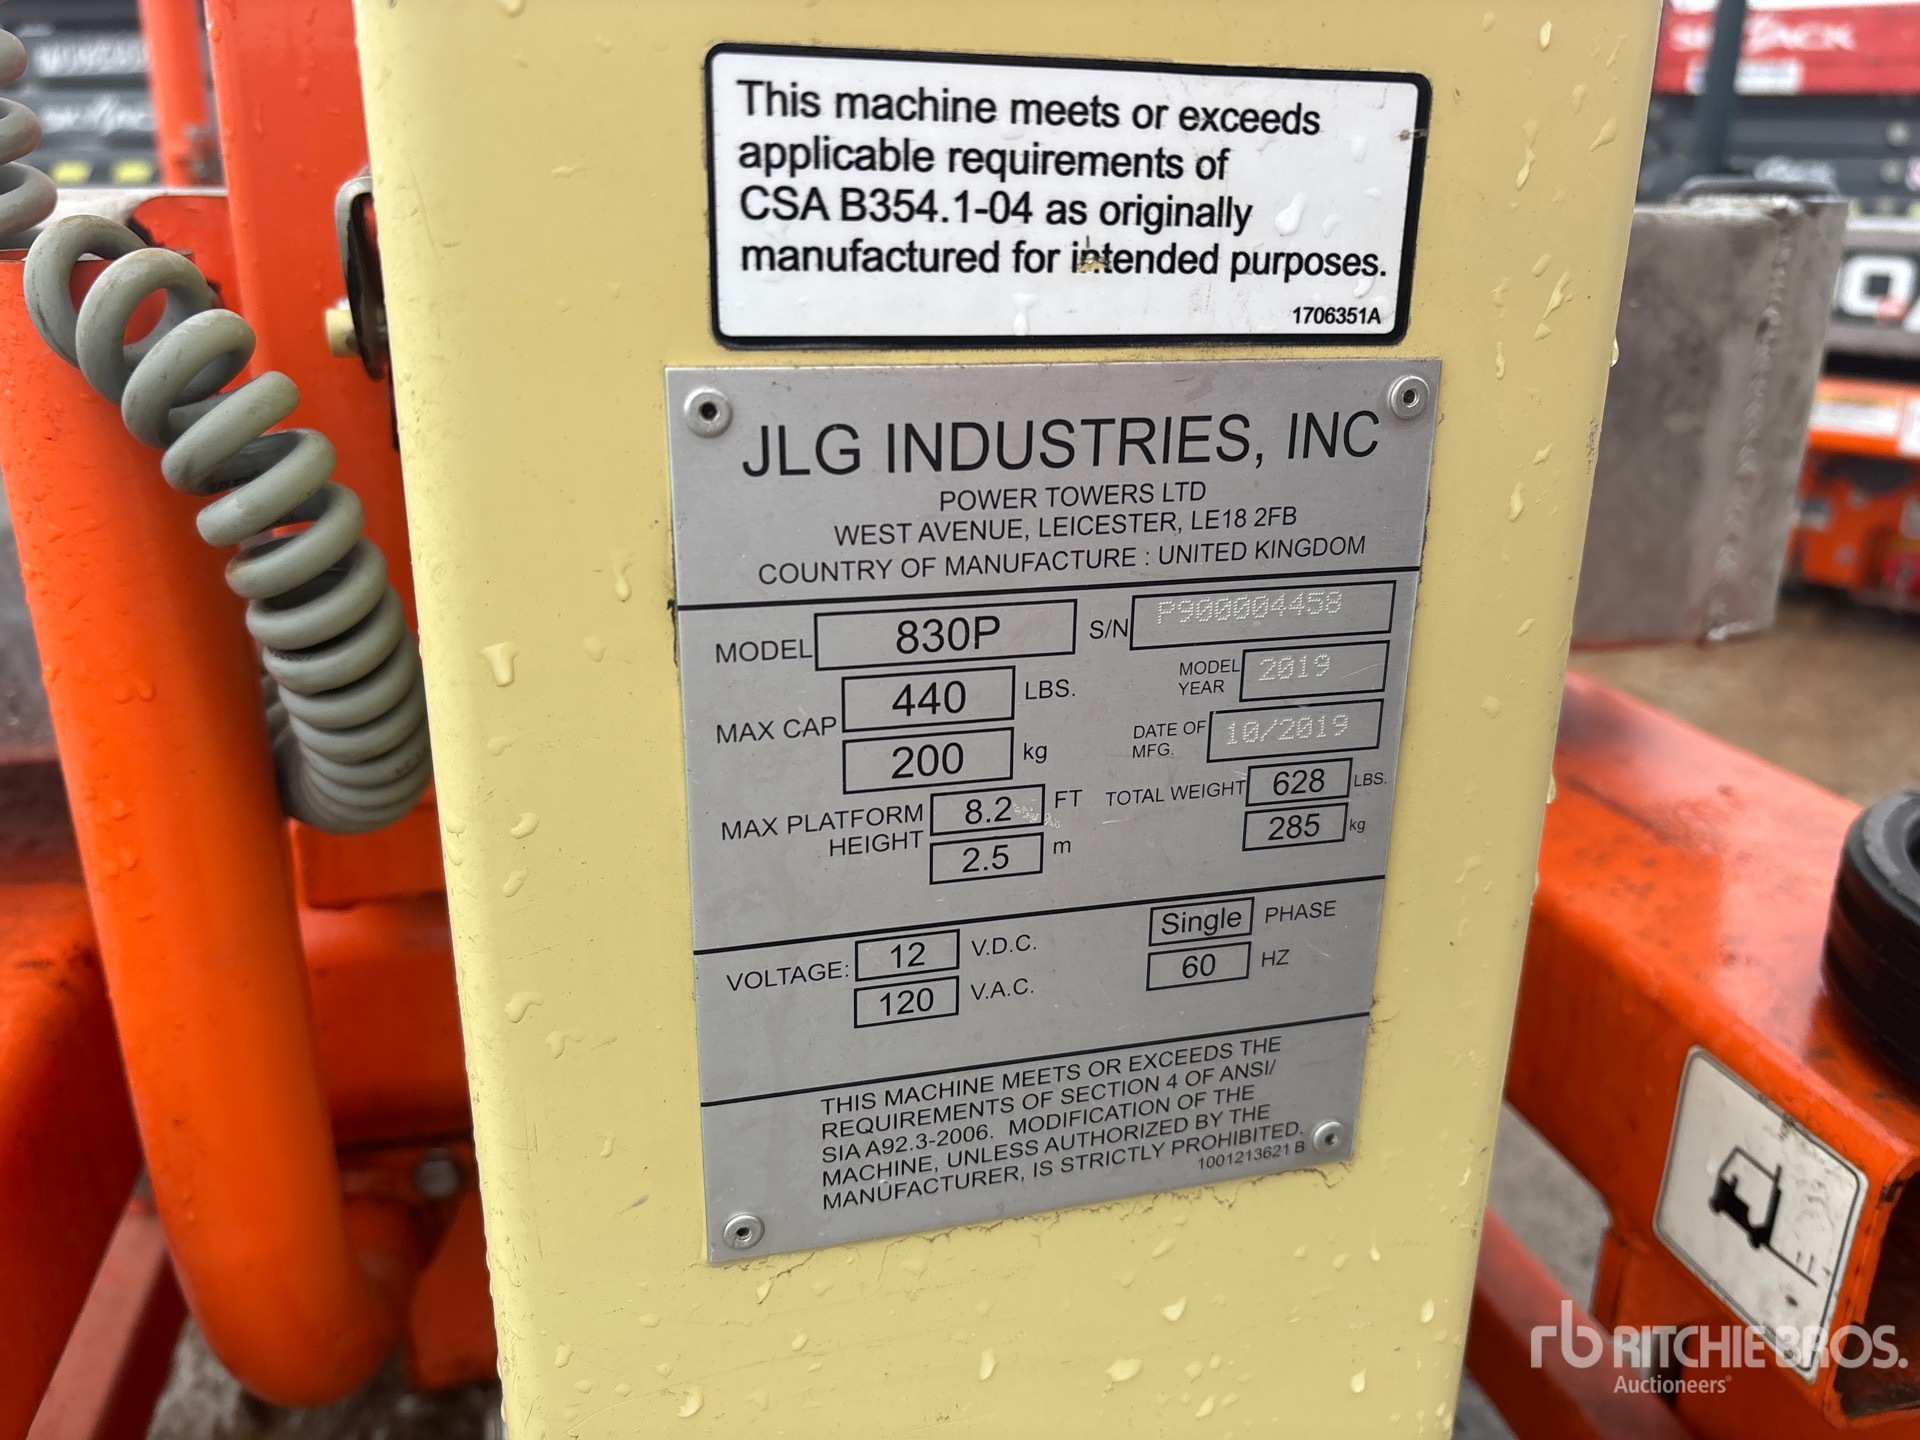 This machine meets or exceeds
applicable requirements of
CSA B354.1-04 as originally
manufactured for intended purposes.
1706351A
JLG INDUSTRIES, INC
POWER TOWERS LTD
WEST AVENUE, LEICESTER, LE18 2FB
COUNTRY OF MANUFACTURE : UNITED KINGDOM
MODEL 830P S/N P900004458
MAX CAP 440 LBS. MODEL YEAR 2019
200 kg DATE OF MFG. 10/2019
MAX PLATFORM HEIGHT 8.2 FT TOTAL WEIGHT 628 LBS.
2.5 m 285 kg
VOLTAGE: 12 V.D.C. Single PHASE
120 V.A.C. 60 HZ
THIS MACHINE MEETS OR EXCEEDS THE
REQUIREMENTS OF SECTION 4 OF ANSI/
SIA A92.3-2006. MODIFICATION OF THE
MACHINE, UNLESS AUTHORIZED BY THE
MANUFACTURER, IS STRICTLY PROHIBITED.
1001213621 B
rb RITCHIE BROS.
Auctioneers